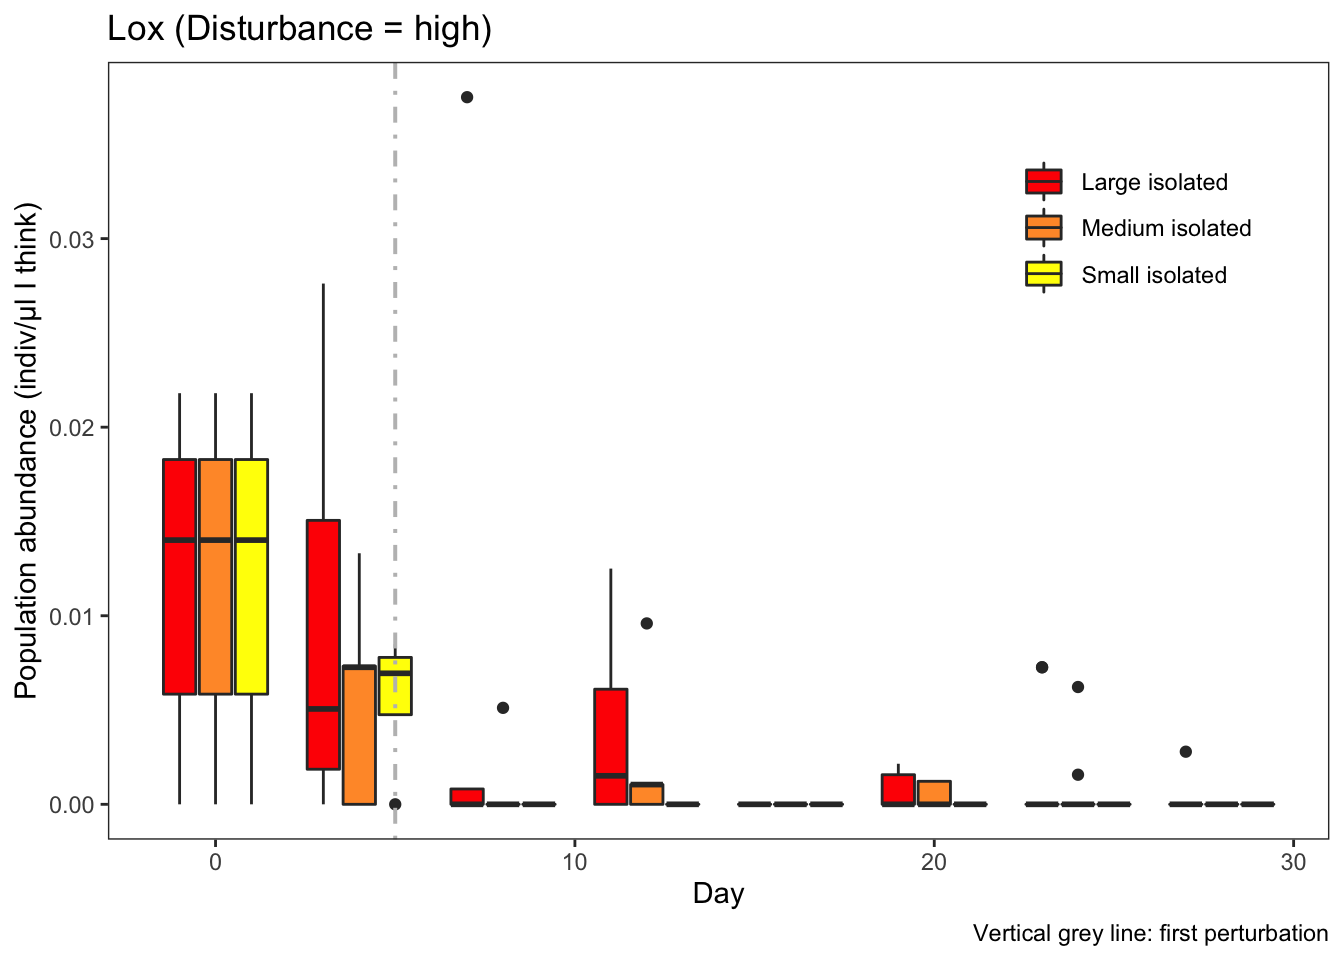 Lox (Disturbance = high)
Population abundance (indiv/µl I think)
0.03
0.02
0.01
0.00
Large isolated
Medium isolated
Small isolated
0
10
20
30
Day
Vertical grey line: first perturbation